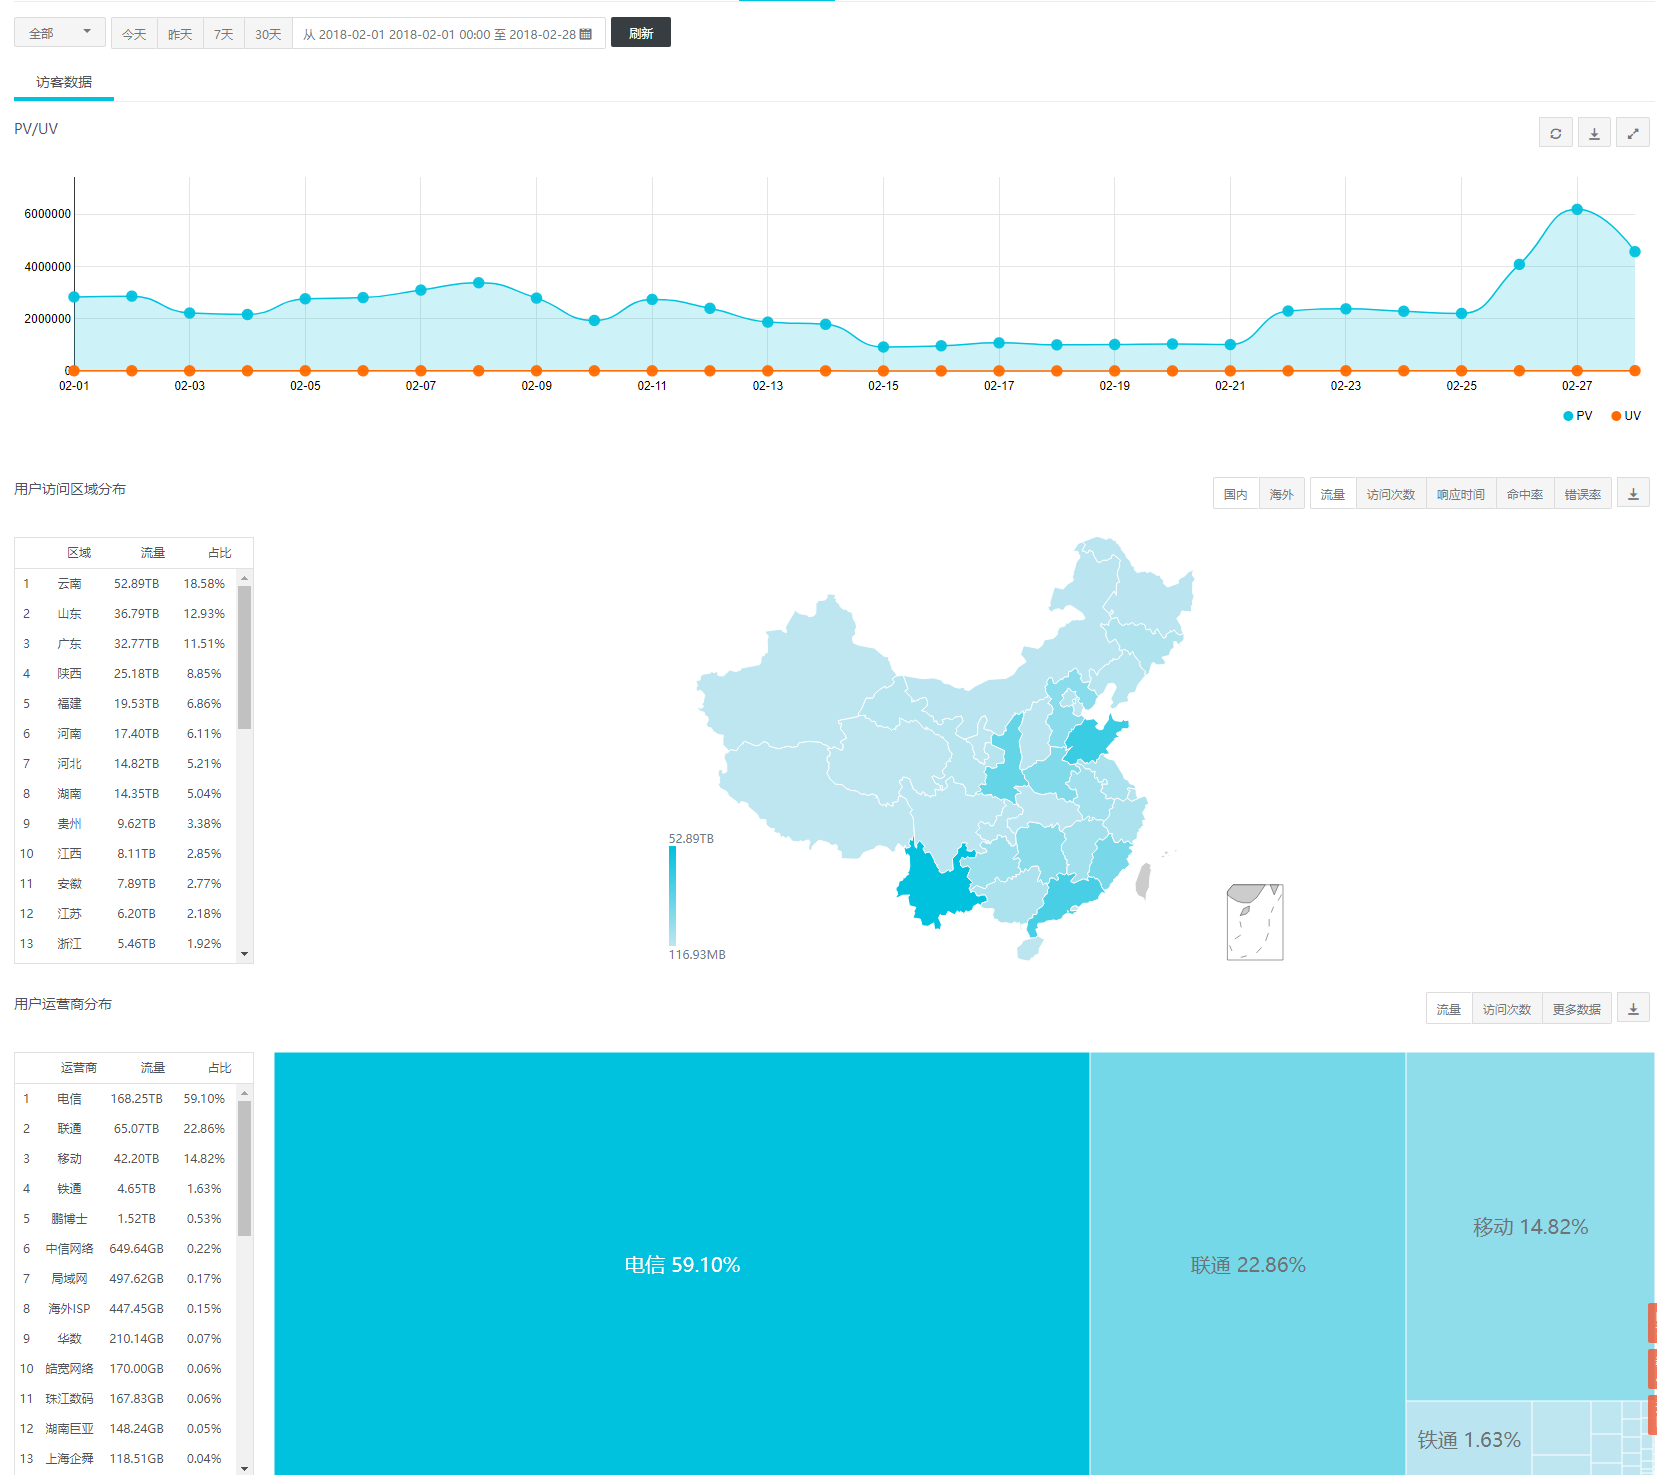 全部 今天 昨天 7天 30天 从 2018-02-01 2018-02-01 00:00 至 2018-02-28 刷新
访客数据
PV/UV
6000000
4000000
2000000
0
02-01 02-03 02-05 02-07 02-09 02-11 02-13 02-15 02-17 02-19 02-21 02-23 02-25 02-27
PV UV
用户访问区域分布 国内 海外 流量 访问次数 响应时间 命中率 错误率
区域 流量 占比
1 云南 52.89TB 18.58%
2 山东 36.79TB 12.93%
3 广东 32.77TB 11.51%
4 陕西 25.18TB 8.85%
5 福建 19.53TB 6.86%
6 河南 17.40TB 6.11%
7 河北 14.82TB 5.21%
8 湖南 14.35TB 5.04%
9 贵州 9.62TB 3.38%
10 江西 8.11TB 2.85%
11 安徽 7.89TB 2.77%
12 江苏 6.20TB 2.18%
13 浙江 5.46TB 1.92%
52.89TB
116.93MB
用户运营商分布 流量 访问次数 更多数据
运营商 流量 占比
1 电信 168.25TB 59.10%
2 联通 65.07TB 22.86%
3 移动 42.20TB 14.82%
4 铁通 4.65TB 1.63%
5 鹏博士 1.52TB 0.53%
6 中信网络 649.64GB 0.22%
7 局域网 497.62GB 0.17%
8 海外ISP 447.45GB 0.15%
9 华数 210.14GB 0.07%
10 皓宽网络 170.00GB 0.06%
11 珠江数码 167.83GB 0.06%
12 湖南巨亚 148.24GB 0.05%
13 上海企舜 118.51GB 0.04%
电信 59.10%
联通 22.86%
移动 14.82%
铁通 1.63%